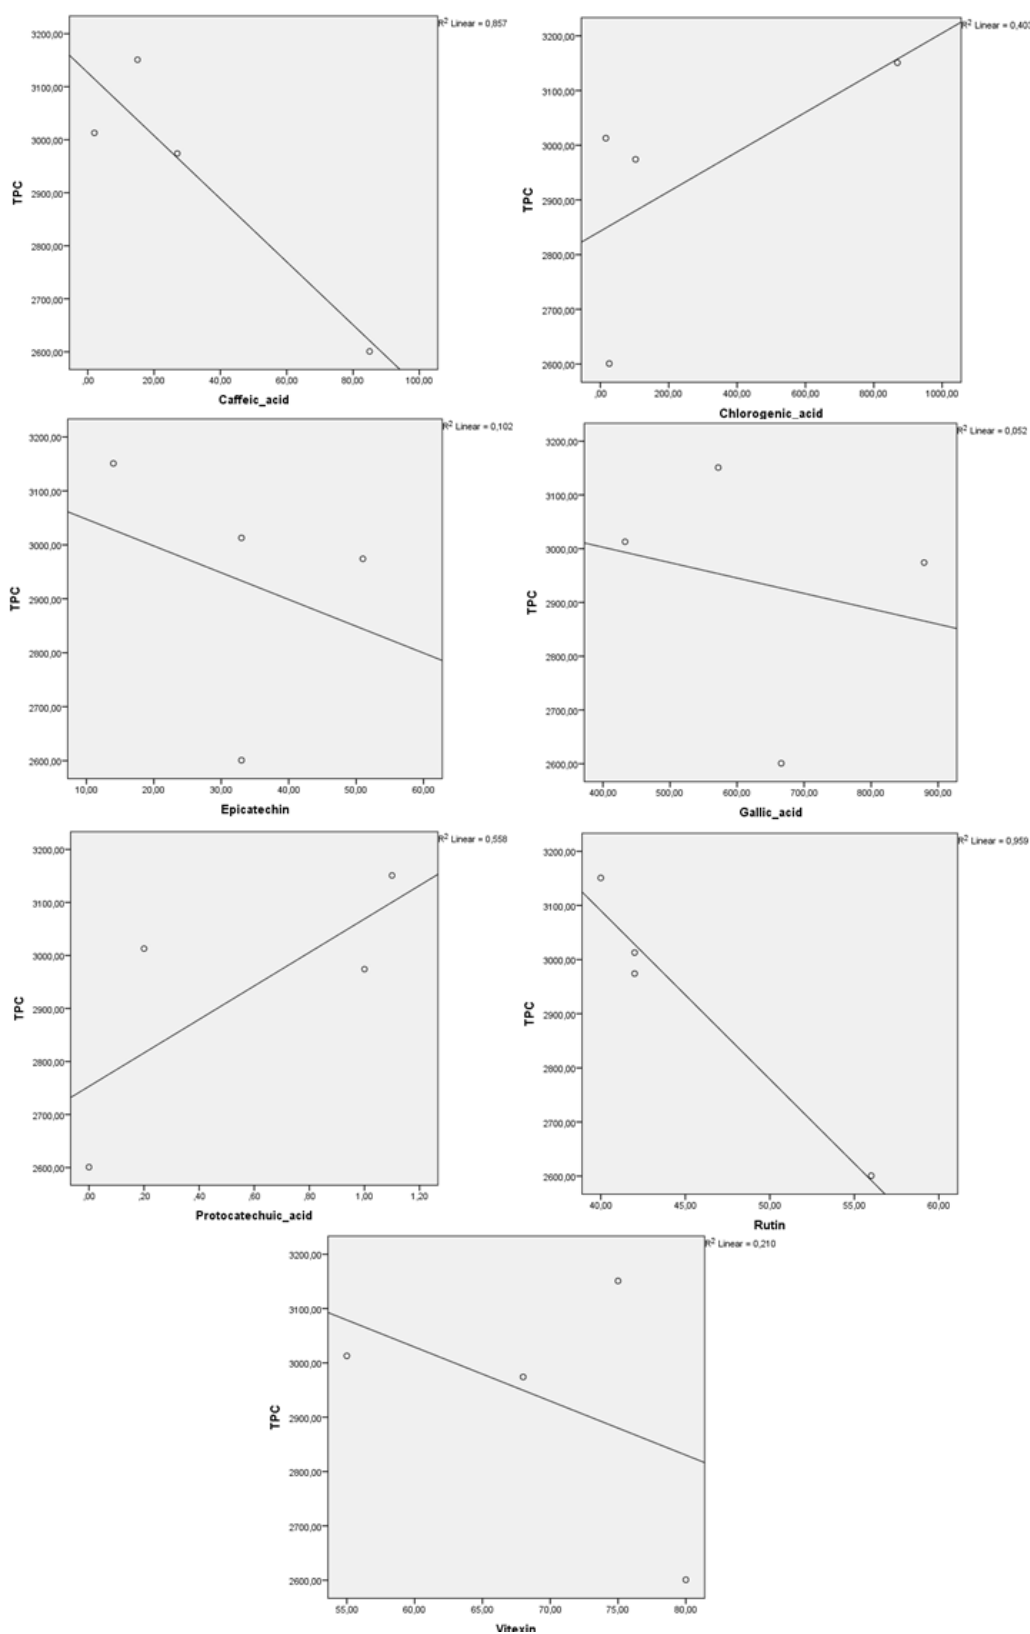 R² Linear = 0,857
3200,00
3100,00
3000,00
2900,00
2800,00
2700,00
2600,00
TPC
,00 20,00 40,00 60,00 80,00 100,00
Caffeic_acid
R² Linear = 0,403
3200,00
3100,00
3000,00
2900,00
2800,00
2700,00
2600,00
TPC
,00 200,00 400,00 600,00 800,00 1000,00
Chlorogenic_acid
R² Linear = 0,102
3200,00
3100,00
3000,00
2900,00
2800,00
2700,00
2600,00
TPC
10,00 20,00 30,00 40,00 50,00 60,00
Epicatechin
R² Linear = 0,052
3200,00
3100,00
3000,00
2900,00
2800,00
2700,00
2600,00
TPC
400,00 500,00 600,00 700,00 800,00 900,00
Gallic_acid
R² Linear = 0,558
3200,00
3100,00
3000,00
2900,00
2800,00
2700,00
2600,00
TPC
,00 ,20 ,40 ,60 ,80 1,00 1,20
Protocatechuic_acid
R² Linear = 0,959
3200,00
3100,00
3000,00
2900,00
2800,00
2700,00
2600,00
TPC
40,00 45,00 50,00 55,00 60,00
Rutin
R² Linear = 0,210
3200,00
3100,00
3000,00
2900,00
2800,00
2700,00
2600,00
TPC
55,00 60,00 65,00 70,00 75,00 80,00
Vitexin